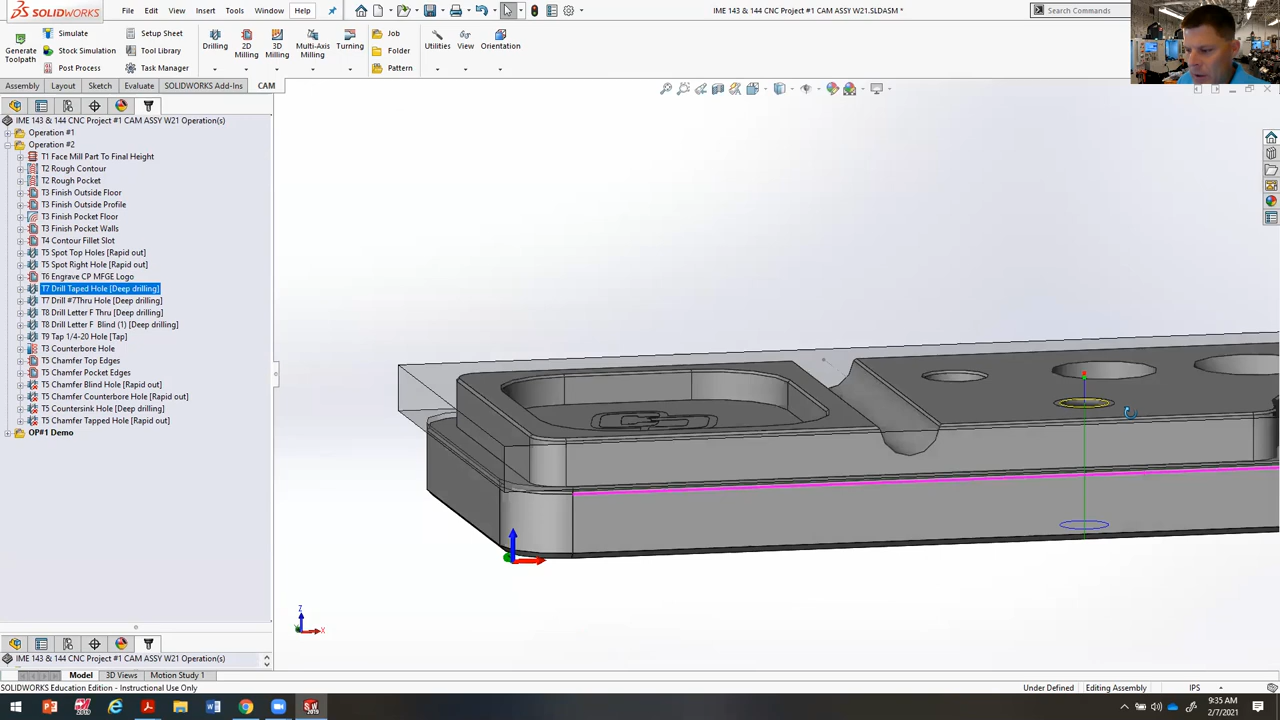 SOLIDWORKS
File
Edit
View
Insert
Tools
Window
Help
IME 143 & 144 CNC Project #1 CAM ASSY W21.SLDASM *
Search Commands
Generate
Toolpath
Simulate
Stock Simulation
Post Process
Setup Sheet
Tool Library
Task Manager
Drilling
2D
Milling
3D
Milling
Multi-Axis
Milling
Turning
Job
Folder
Pattern
Utilities
View
Orientation
Assembly
Layout
Sketch
Evaluate
SOLIDWORKS Add-Ins
CAM
IME 143 & 144 CNC Project #1 CAM ASSY W21 Operation(s)
Operation #1
Operation #2
T1 Face Mill Part To Final Height
T2 Rough Contour
T2 Rough Pocket
T3 Finish Outside Floor
T3 Finish Outside Profile
T3 Finish Pocket Floor
T3 Finish Pocket Walls
T4 Contour Fillet Slot
T5 Spot Top Holes [Rapid out]
T5 Spot Right Hole [Rapid out]
T6 Engrave CP MFGE Logo
T7 Drill Taped Hole [Deep drilling]
T7 Drill #7Thru Hole [Deep drilling]
T8 Drill Letter F Thru [Deep drilling]
T8 Drill Letter F  Blind (1) [Deep drilling]
T9 Tap 1/4-20 Hole [Tap]
T3 Counterbore Hole
T5 Chamfer Top Edges
T5 Chamfer Pocket Edges
T5 Chamfer Blind Hole [Rapid out]
T5 Chamfer Counterbore Hole [Rapid out]
T5 Countersink Hole [Deep drilling]
T5 Chamfer Tapped Hole [Rapid out]
OP#1 Demo
Z
X
IME 143 & 144 CNC Project #1 CAM ASSY W21 Operation(s)
Model
3D Views
Motion Study 1
SOLIDWORKS Education Edition - Instructional Use Only
Under Defined
Editing Assembly
IPS
9:35 AM
2/7/2021